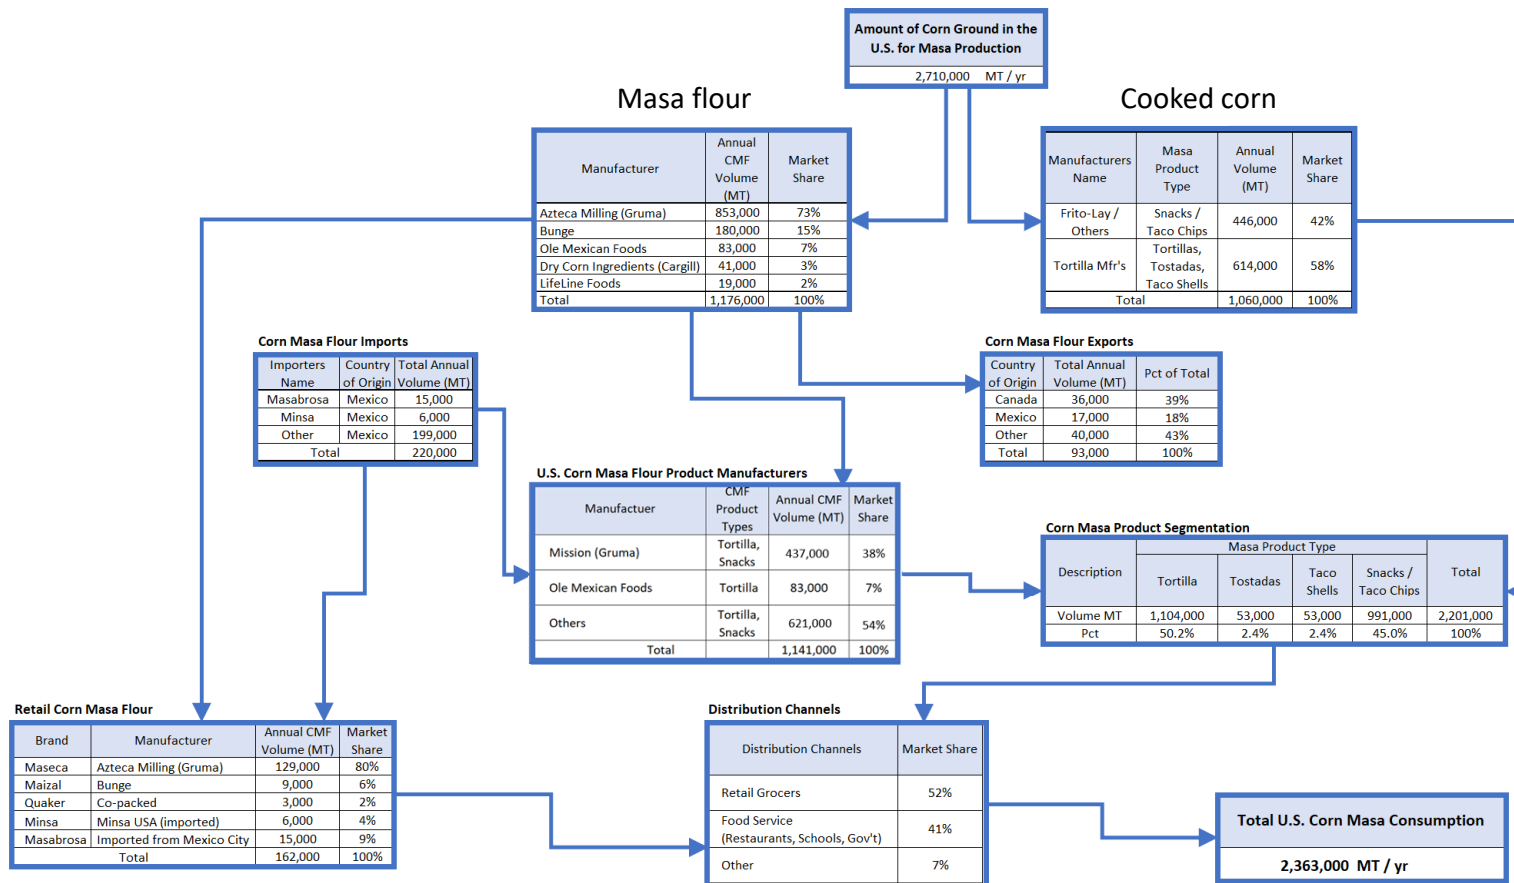 Amount of Corn Ground in the
U.S. for Masa Production
2,710,000 MT / yr
Masa flour
Manufacturer
Annual
CMF
Volume
(MT)
Market
Share
Azteca Milling (Gruma) 853,000 73%
Bunge 180,000 15%
Ole Mexican Foods 83,000 7%
Dry Corn Ingredients (Cargill) 41,000 3%
LifeLine Foods 19,000 2%
Total 1,176,000 100%
Cooked corn
Manufacturers
Name
Masa
Product
Type
Annual
Volume
(MT)
Market
Share
Frito-Lay /
Others
Snacks /
Taco Chips
446,000 42%
Tortilla Mfr's
Tortillas,
Tostadas,
Taco Shells
614,000 58%
Total 1,060,000 100%
Corn Masa Flour Imports
Importers
Name
Country
of Origin
Total Annual
Volume (MT)
Masabrosa Mexico 15,000
Minsa Mexico 6,000
Other Mexico 199,000
Total 220,000
Corn Masa Flour Exports
Country
of Origin
Total Annual
Volume (MT)
Pct of Total
Canada 36,000 39%
Mexico 17,000 18%
Other 40,000 43%
Total 93,000 100%
U.S. Corn Masa Flour Product Manufacturers
Manufactuer
CMF
Product
Types
Annual CMF
Volume (MT)
Market
Share
Mission (Gruma)
Tortilla,
Snacks
437,000 38%
Ole Mexican Foods Tortilla 83,000 7%
Others
Tortilla,
Snacks
621,000 54%
Total 1,141,000 100%
Corn Masa Product Segmentation
Description
Masa Product Type
Tortilla
Tostadas
Taco
Shells
Snacks /
Taco Chips
Total
Volume MT 1,104,000 53,000 53,000 991,000 2,201,000
Pct 50.2% 2.4% 2.4% 45.0% 100%
Retail Corn Masa Flour
Brand
Manufacturer
Annual CMF
Volume (MT)
Market
Share
Maseca Azteca Milling (Gruma) 129,000 80%
Maizal Bunge 9,000 6%
Quaker Co-packed 3,000 2%
Minsa Minsa USA (imported) 6,000 4%
Masabrosa Imported from Mexico City 15,000 9%
Total 162,000 100%
Distribution Channels
Distribution Channels Market Share
Retail Grocers 52%
Food Service
(Restaurants, Schools, Gov't)
41%
Other 7%
Total U.S. Corn Masa Consumption
2,363,000 MT / yr